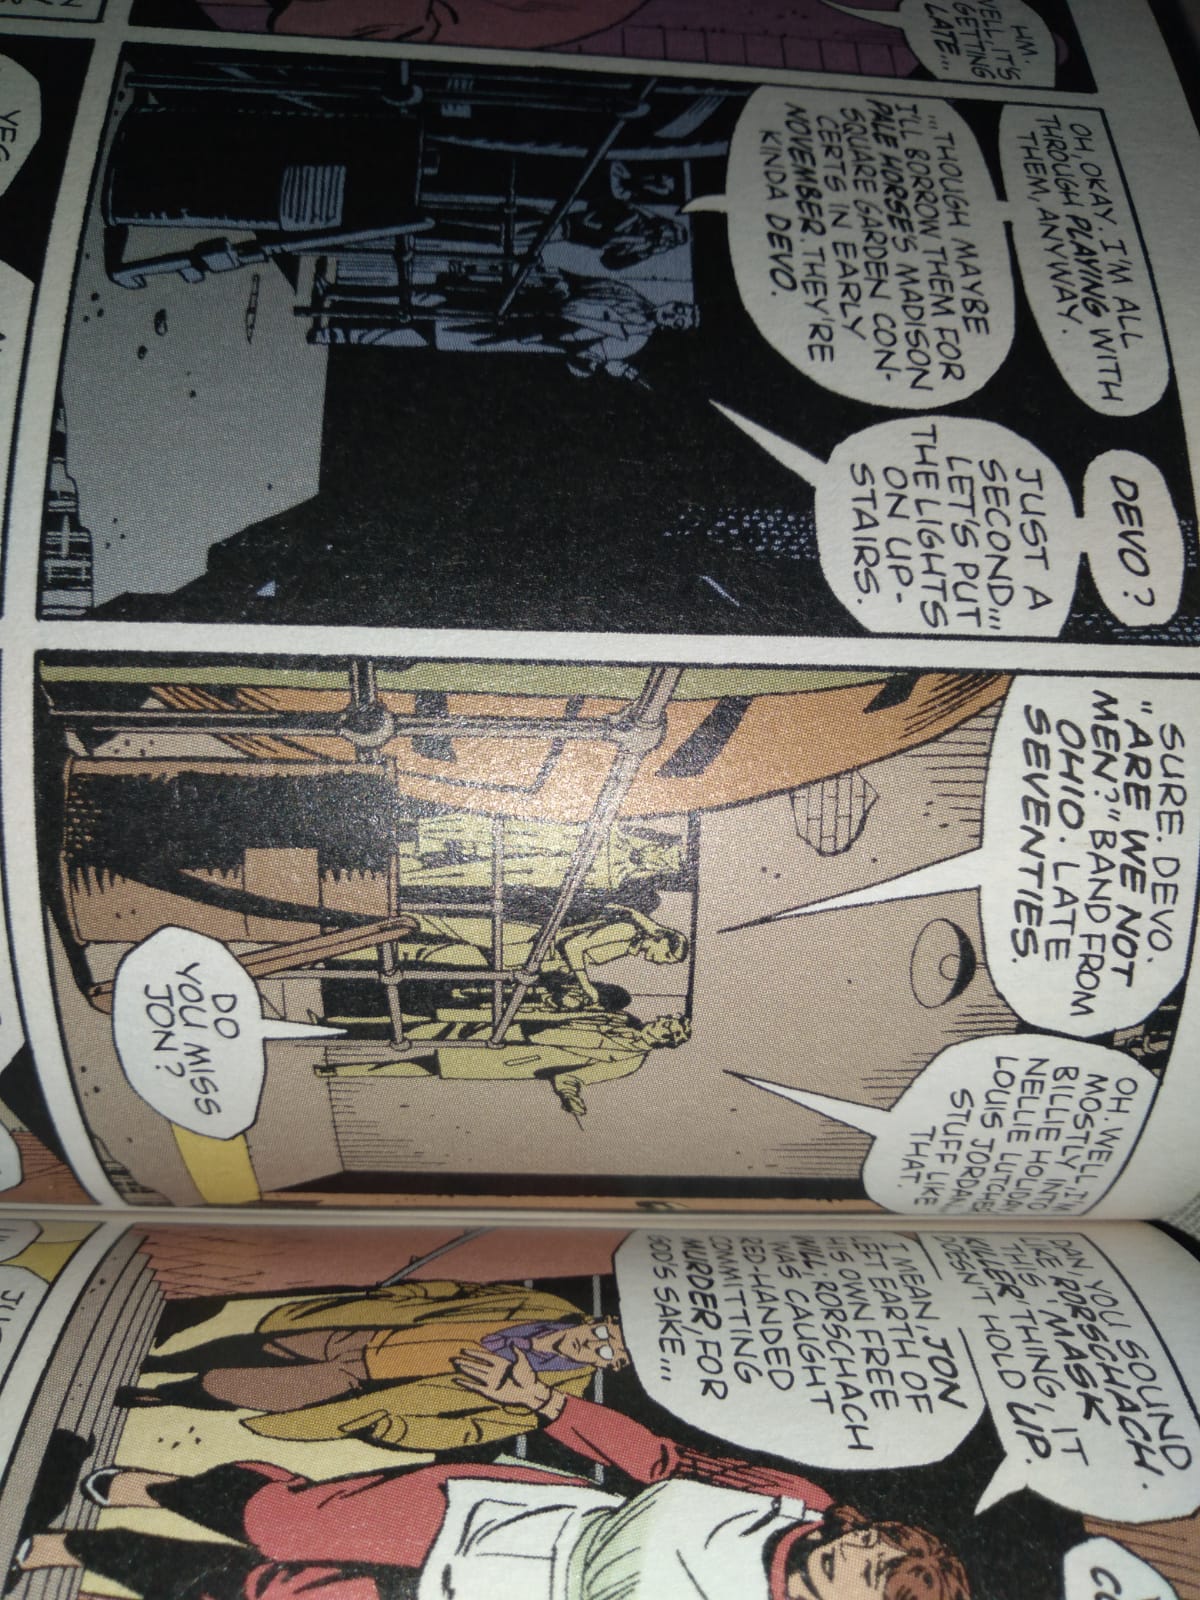 HM.
WELL, IT'S
GETTING
LATE...
OH, OKAY. I'M ALL
THROUGH PLAYING WITH
THEM, ANYWAY.
...THOUGH MAYBE
I'LL BORROW THEM FOR
PALE HORSE'S MADISON
SQUARE GARDEN CON-
CERTS IN EARLY
NOVEMBER. THEY'RE
KINDA DEVO.
DEVO?
JUST A
SECOND...
LET'S PUT
THE LIGHTS
ON UP-
STAIRS.
SURE. DEVO.
"ARE WE NOT
MEN?" BAND FROM
OHIO. LATE
SEVENTIES.
OH. WELL, I'M
MOSTLY INTO
BILLIE HOLIDAY,
NELLIE LUTCHER,
LOUIS JORDAN...
STUFF LIKE
THAT.
DO
YOU MISS
JON?
DAN, YOU SOUND
LIKE RORSCHACH.
THIS 'MASK
KILLER' THING, IT
DOESN'T HOLD UP.
I MEAN, JON
LEFT EARTH OF
HIS OWN FREE
WILL; RORSCHACH
WAS CAUGHT
RED-HANDED
COMMITTING
MURDER, FOR
GOD'S SAKE...